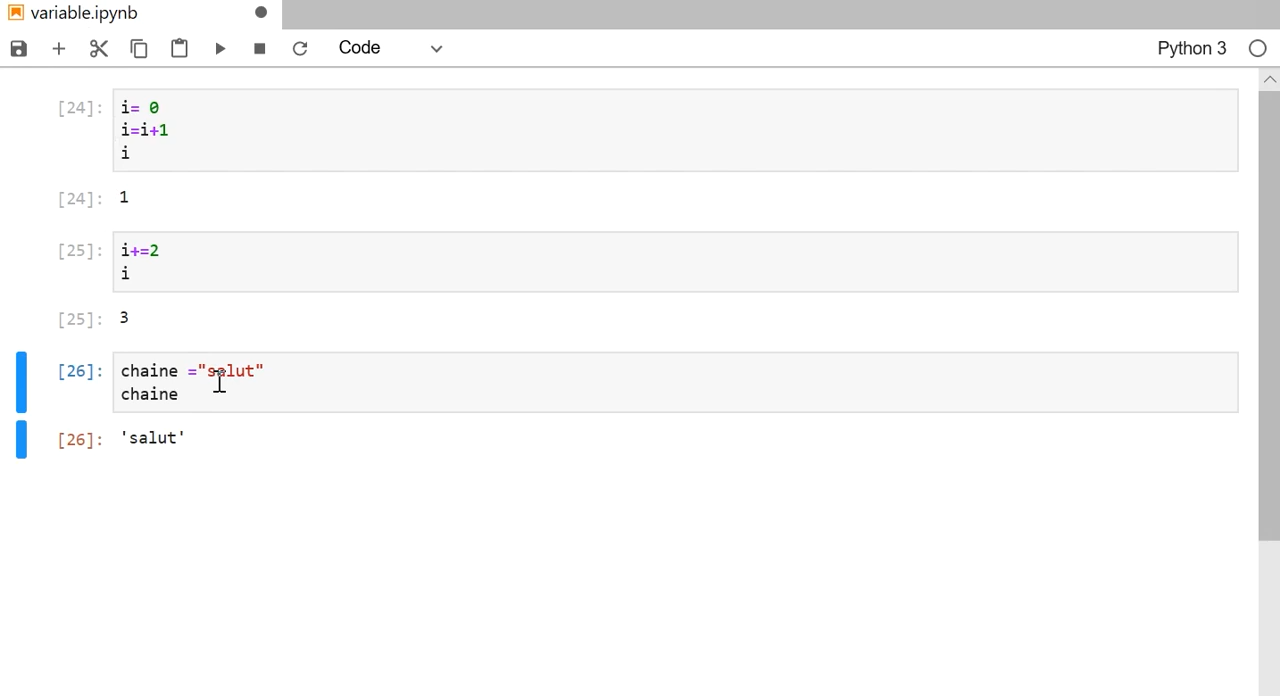 variable.ipynb
Code
Python 3
[24]: i= 0
i=i+1
i
[24]: 1
[25]: i+=2
i
[25]: 3
[26]: chaine ="salut"
chaine
[26]: 'salut'